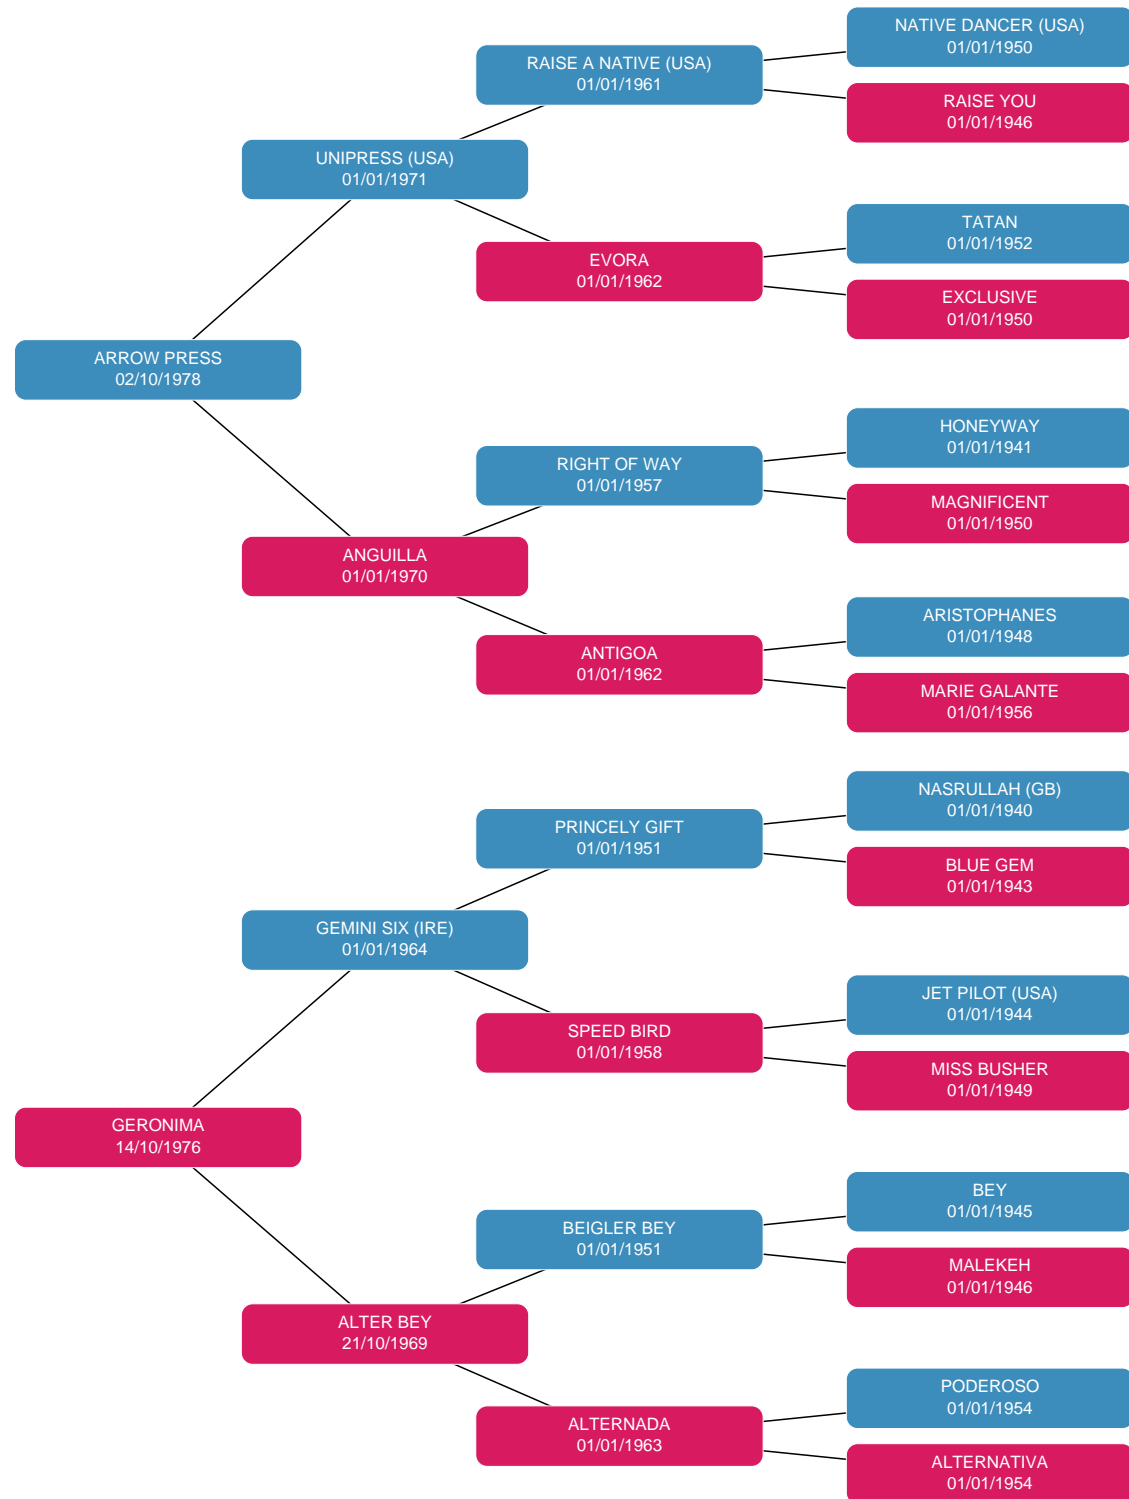 NATIVE DANCER (USA)
01/01/1950
RAISE A NATIVE (USA)
01/01/1961
RAISE YOU
01/01/1946
UNIPRESS (USA)
01/01/1971
TATAN
01/01/1952
EVORA
01/01/1962
EXCLUSIVE
01/01/1950
ARROW PRESS
02/10/1978
HONEYWAY
01/01/1941
RIGHT OF WAY
01/01/1957
MAGNIFICENT
01/01/1950
ANGUILLA
01/01/1970
ARISTOPHANES
01/01/1948
ANTIGOA
01/01/1962
MARIE GALANTE
01/01/1956
NASRULLAH (GB)
01/01/1940
PRINCELY GIFT
01/01/1951
BLUE GEM
01/01/1943
GEMINI SIX (IRE)
01/01/1964
JET PILOT (USA)
01/01/1944
SPEED BIRD
01/01/1958
MISS BUSHER
01/01/1949
GERONIMA
14/10/1976
BEY
01/01/1945
BEIGLER BEY
01/01/1951
MALEKEH
01/01/1946
ALTER BEY
21/10/1969
PODEROSO
01/01/1954
ALTERNADA
01/01/1963
ALTERNATIVA
01/01/1954